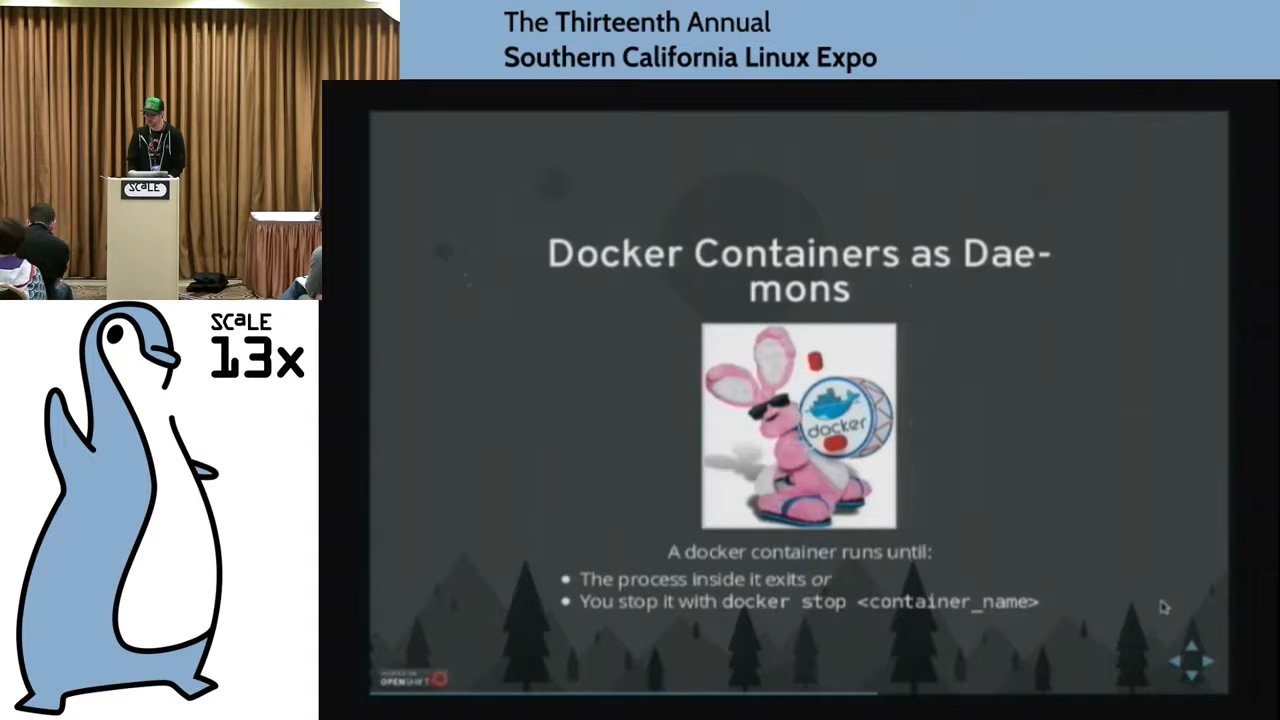 The Thirteenth Annual
Southern California Linux Expo
SCALE
SCALE
13x
Docker Containers as Dae-
mons
docker
A docker container runs until:
The process inside it exits or
You stop it with docker stop <container_name>
OPENSHIFT